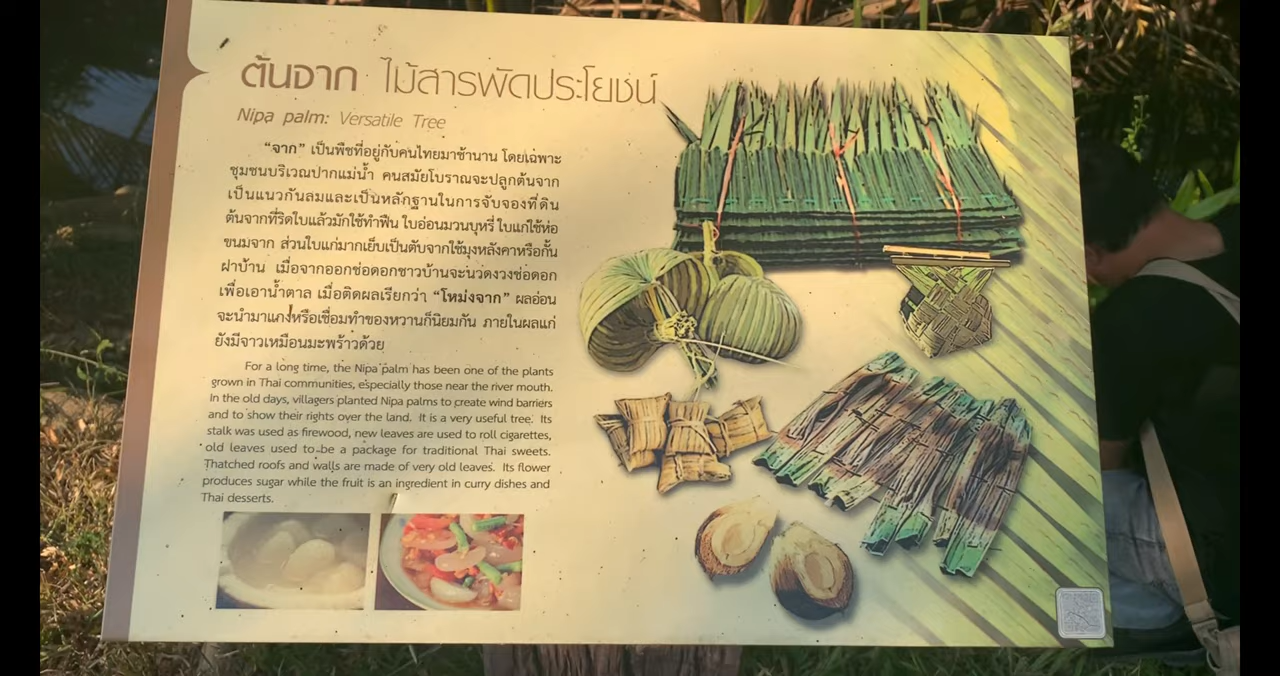 ต้นจาก ไม้สารพัดประโยชน์
Nipa palm: Versatile Tree
“จาก” เป็นพืชที่อยู่กับคนไทยมาช้านาน โดยเฉพาะ
ชุมชนบริเวณปากแม่น้ำ คนสมัยโบราณจะปลูกต้นจาก
เป็นแนวกันลมและเป็นหลักฐานในการจับจองที่ดิน
ต้นจากที่ริดใบแล้วมักใช้ทำฟืน ใบอ่อนมวนบุหรี่ ใบแก่ใช้ห่อ
ขนมจาก ส่วนใบแก่มากเย็บเป็นตับจากใช้มุงหลังคาหรือกั้น
ฝาบ้าน เมื่อจากออกช่อดอกชาวบ้านจะนวดงวงช่อดอก
เพื่อเอาน้ำตาล เมื่อติดผลเรียกว่า “โหม่งจาก” ผลอ่อน
จะนำมาแกงหรือเชื่อมทำของหวานก็นิยมกัน ภายในผลแก่
ยังมีจาวเหมือนมะพร้าวด้วย
For a long time, the Nipa palm has been one of the plants
grown in Thai communities, especially those near the river mouth.
In the old days, villagers planted Nipa palms to create wind barriers
and to show their rights over the land. It is a very useful tree. Its
stalk was used as firewood, new leaves are used to roll cigarettes,
old leaves used to be a package for traditional Thai sweets.
Thatched roofs and walls are made of very old leaves. Its flower
produces sugar while the fruit is an ingredient in curry dishes and
Thai desserts.